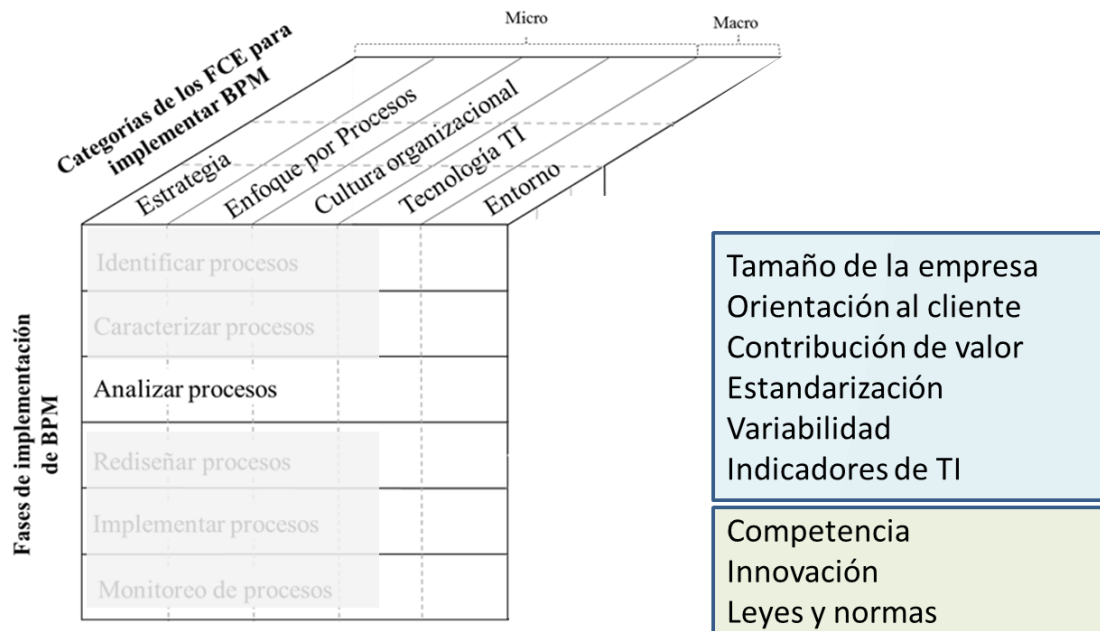 Micro
Macro
Categorías de los FCE para
implementar BPM
Estrategia
Enfoque por Procesos
Cultura organizacional
Tecnología TI
Entorno
Fases de implementación
de BPM
Identificar procesos
Caracterizar procesos
Analizar procesos
Rediseñar procesos
Implementar procesos
Monitoreo de procesos
Tamaño de la empresa
Orientación al cliente
Contribución de valor
Estandarización
Variabilidad
Indicadores de TI
Competencia
Innovación
Leyes y normas